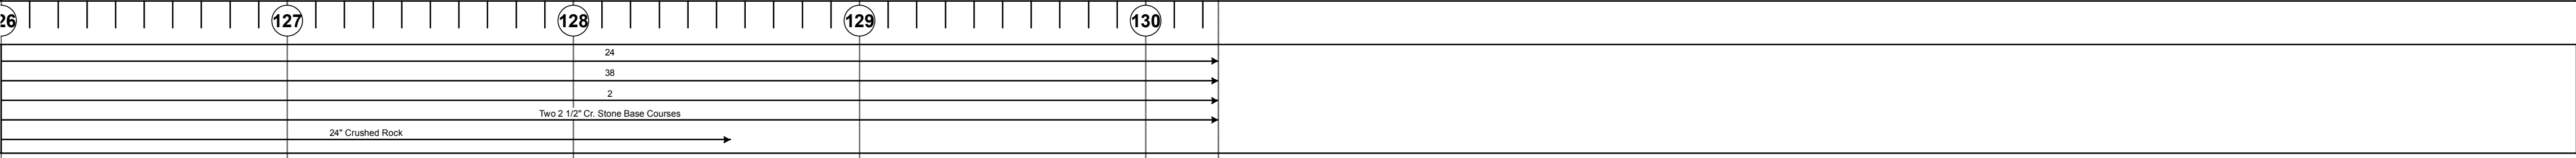 26 127 128 129 130
24
38
2
Two 2 1/2" Cr. Stone Base Courses
24" Crushed Rock